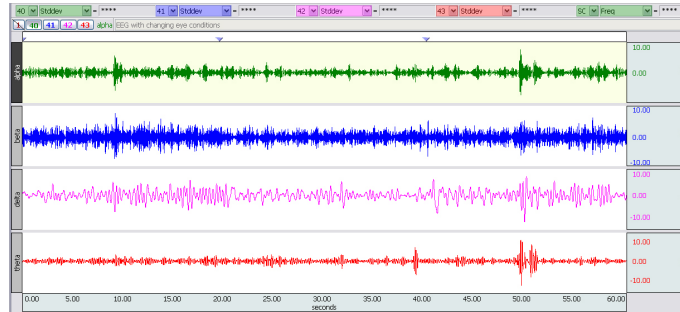 40 Stddev = **** 41 Stddev = **** 42 Stddev = **** 43 Stddev = **** SC Freq = ****
1 40 41 42 43 alpha EEG with changing eye conditions
alpha
10.00
0.00
beta
10.00
0.00
-10.00
delta
10.00
0.00
-10.00
theta
10.00
0.00
-10.00
0.00 5.00 10.00 15.00 20.00 25.00 30.00 35.00 40.00 45.00 50.00 55.00 60.00
seconds